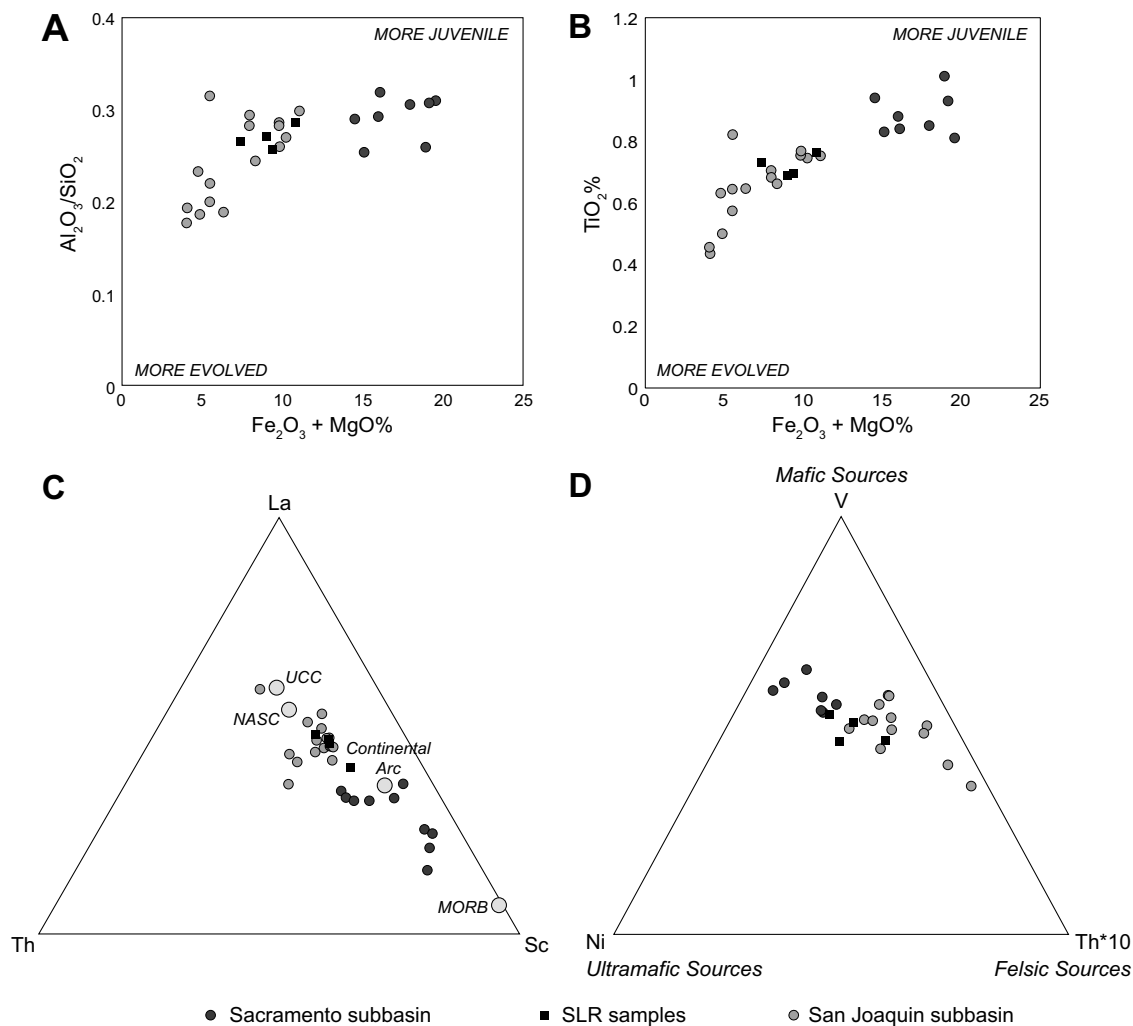 A
MORE JUVENILE
MORE EVOLVED
Al₂O₃/SiO₂
0.4
0.3
0.2
0.1
0
0 5 10 15 20 25
Fe₂O₃ + MgO%
B
MORE JUVENILE
MORE EVOLVED
TiO₂%
1.2
1
0.8
0.6
0.4
0.2
0
0 5 10 15 20 25
Fe₂O₃ + MgO%
C
La
UCC
NASC
Continental
Arc
MORB
Th
Sc
D
Mafic Sources
V
Ni
Th*10
Ultramafic Sources
Felsic Sources
Sacramento subbasin
SLR samples
San Joaquin subbasin